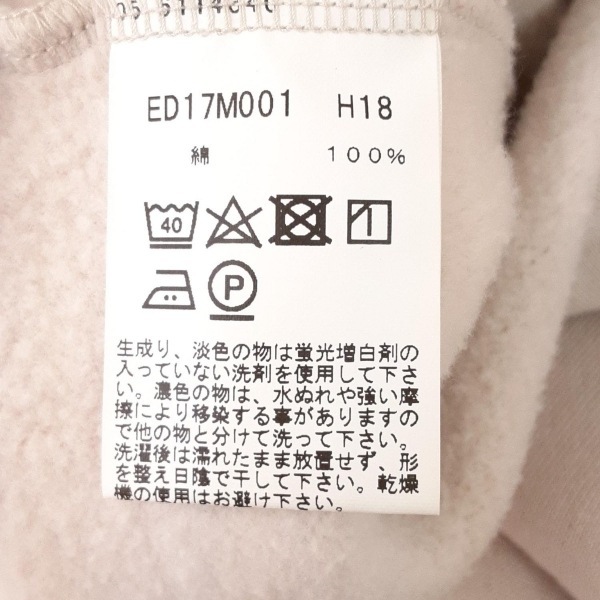 ED17M001 H18
綿 100%
40
P
生成り、淡色の物は蛍光増白剤の
入っていない洗剤を使用して下さ
い。濃色の物は、水ぬれや強い摩
擦により移染する事がありますの
で他の物と分けて洗って下さい。
洗濯後は濡れたまま放置せず、形
を整え日陰で干して下さい。乾燥
機の使用はお避け下さい。